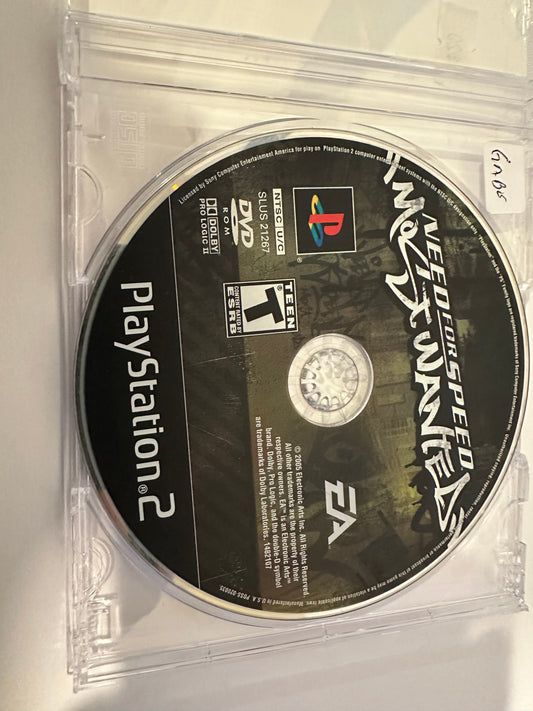 NEED FOR SPEED
MOST WANTED
Licensed by Sony Computer Entertainment America for play on PlayStation 2 computer entertainment systems with the NTSC U/C designation only.
NTSC U/C
SLUS 21267
DVD
ROM
DOLBY
PRO LOGIC II
TEEN
T
CONTENT RATED BY
ESRB
EA
© 2005 Electronic Arts Inc. All Rights Reserved.
All other trademarks are the property of their
respective owners. EA™ is an Electronic Arts™
brand. Dolby, Pro Logic, and the double-D symbol
are trademarks of Dolby Laboratories. 1482107
PlayStation®2
Manufactured in U.S.A.